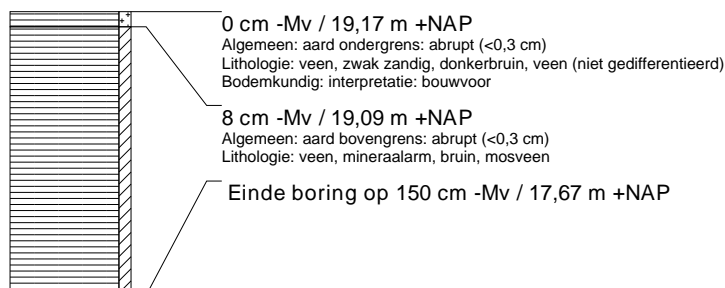 0 cm -Mv / 19,17 m +NAP
Algemeen: aard ondergrens: abrupt (<0,3 cm)
Lithologie: veen, zwak zandig, donkerbruin, veen (niet gedifferentieerd)
Bodemkundig: interpretatie: bouwvoor
8 cm -Mv / 19,09 m +NAP
Algemeen: aard bovengrens: abrupt (<0,3 cm)
Lithologie: veen, mineraalarm, bruin, mosveen
Einde boring op 150 cm -Mv / 17,67 m +NAP